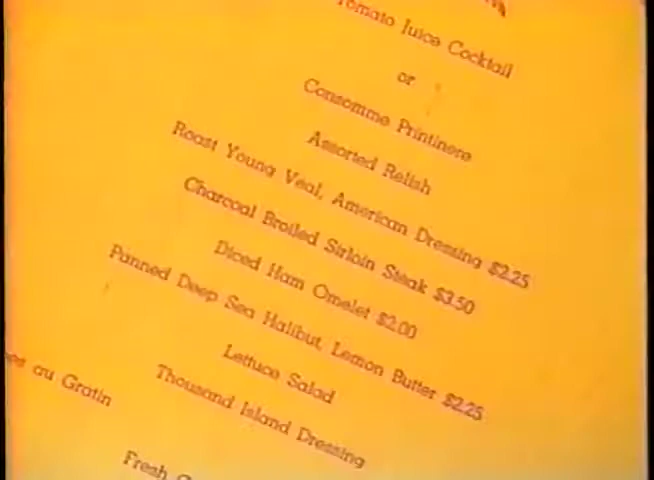 Tomato Juice Cocktail
or
Consomme Printinere
Assorted Relish
Roast Young Veal, American Dressing $2.25
Charcoal Broiled Sirloin Steak $3.50
Diced Ham Omelet $2.00
Panned Deep Sea Halibut, Lemon Butter $2.25
Lettuce Salad
Thousand Island Dressing
au Gratin
Fresh